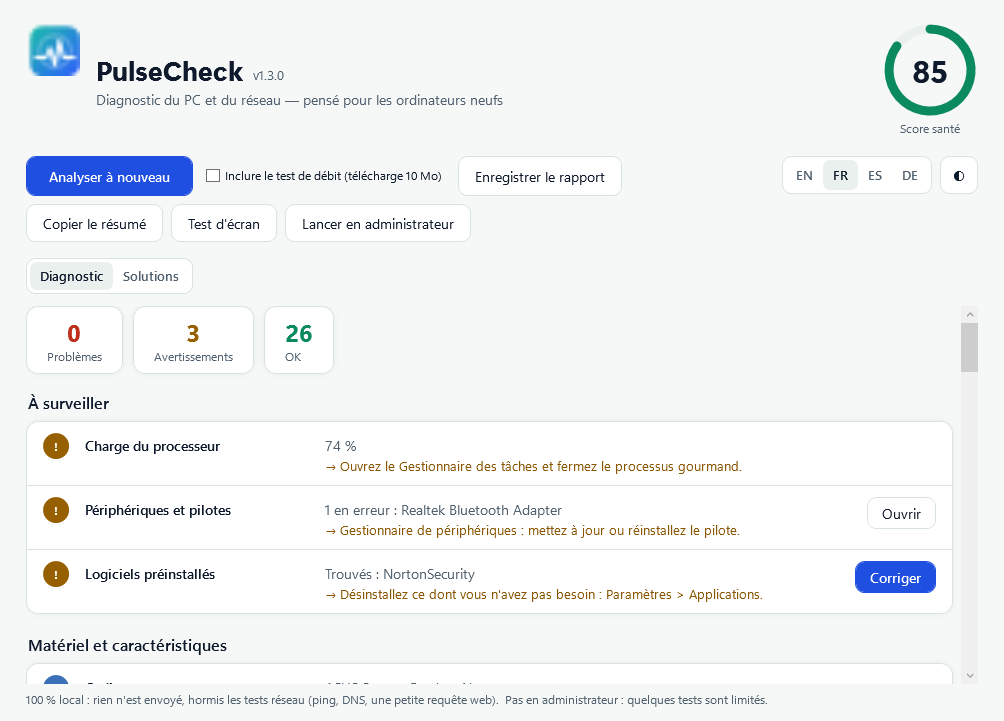 PulseCheck v1.3.0
Diagnostic du PC et du réseau — pensé pour les ordinateurs neufs
85
Score santé
Analyser à nouveau
Inclure le test de débit (télécharge 10 Mo)
Enregistrer le rapport
EN FR ES DE
Copier le résumé
Test d'écran
Lancer en administrateur
Diagnostic Solutions
0
Problèmes
3
Avertissements
26
OK
À surveiller
! Charge du processeur
74 %
→ Ouvrez le Gestionnaire des tâches et fermez le processus gourmand.
! Périphériques et pilotes
1 en erreur : Realtek Bluetooth Adapter
→ Gestionnaire de périphériques : mettez à jour ou réinstallez le pilote.
Ouvrir
! Logiciels préinstallés
Trouvés : NortonSecurity
→ Désinstallez ce dont vous n'avez pas besoin : Paramètres > Applications.
Corriger
Matériel et caractéristiques
100 % local : rien n'est envoyé, hormis les tests réseau (ping, DNS, une petite requête web). Pas en administrateur : quelques tests sont limités.